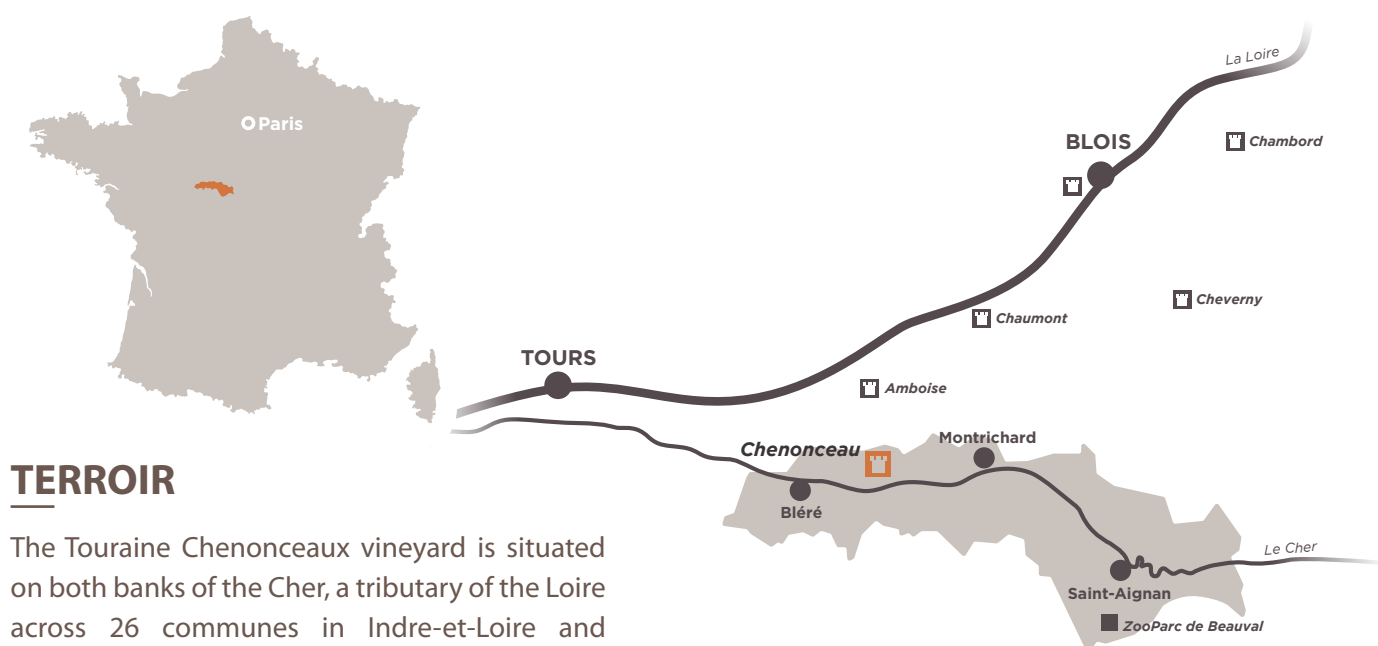 Paris
La Loire
BLOIS
Chambord
Cheverny
Chaumont
TOURS
Amboise
Montrichard
Chenonceau
Bléré
Le Cher
Saint-Aignan
ZooParc de Beauval
TERROIR
The Touraine Chenonceaux vineyard is situated
on both banks of the Cher, a tributary of the Loire
across 26 communes in Indre-et-Loire and